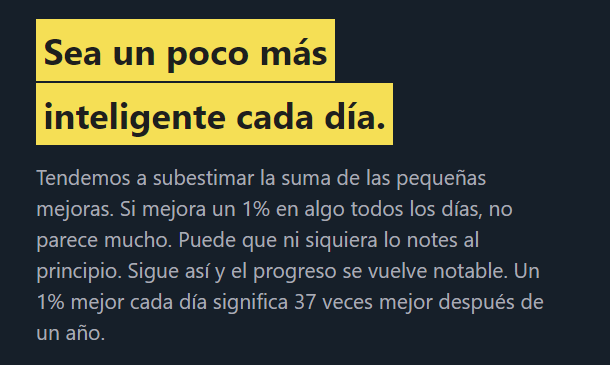 Sea un poco más
inteligente cada día.
Tendemos a subestimar la suma de las pequeñas
mejoras. Si mejora un 1% en algo todos los días, no
parece mucho. Puede que ni siquiera lo notes al
principio. Sigue así y el progreso se vuelve notable. Un
1% mejor cada día significa 37 veces mejor después de
un año.